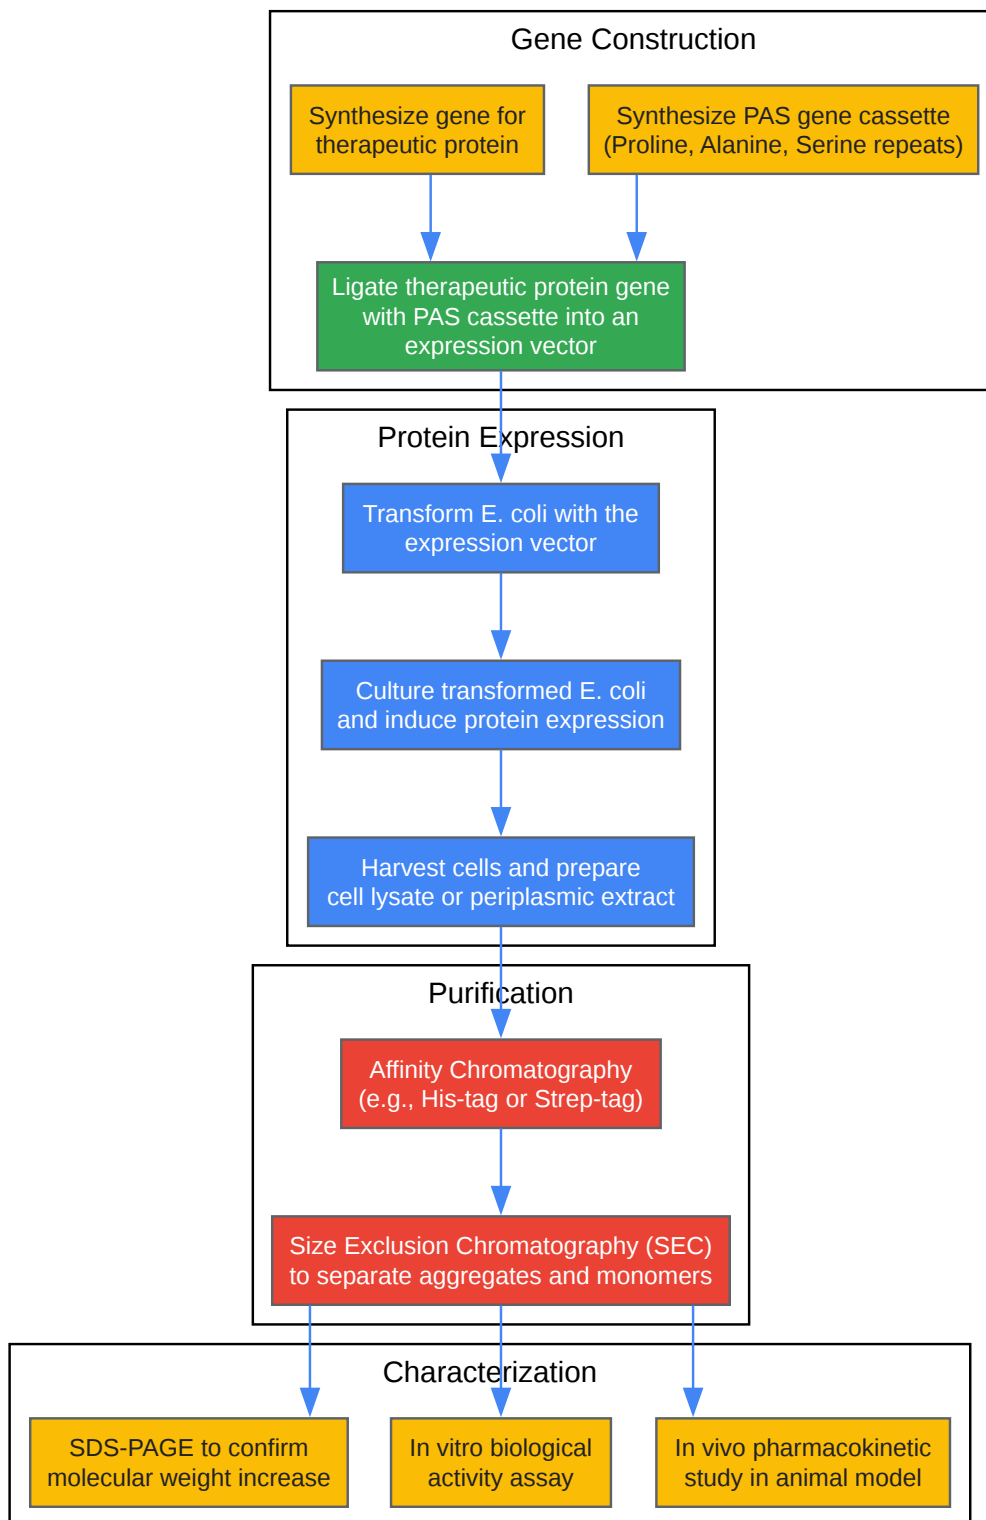 Gene Construction
Synthesize gene for
therapeutic protein
Synthesize PAS gene cassette
(Proline, Alanine, Serine repeats)
Ligate therapeutic protein gene
with PAS cassette into an
expression vector
Protein Expression
Transform E. coli with the
expression vector
Culture transformed E. coli
and induce protein expression
Harvest cells and prepare
cell lysate or periplasmic extract
Purification
Affinity Chromatography
(e.g., His-tag or Strep-tag)
Size Exclusion Chromatography (SEC)
to separate aggregates and monomers
Characterization
SDS-PAGE to confirm
molecular weight increase
In vitro biological
activity assay
In vivo pharmacokinetic
study in animal model